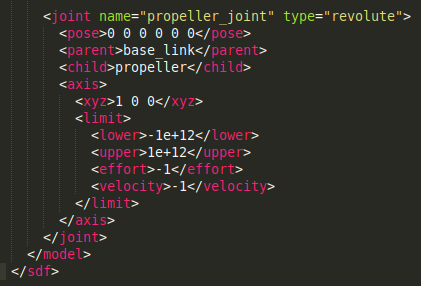 <joint name="propeller_joint" type="revolute">
<pose>0 0 0 0 0 0</pose>
<parent>base_link</parent>
<child>propeller</child>
<axis>
<xyz>1 0 0</xyz>
<limit>
<lower>-1e+12</lower>
<upper>1e+12</upper>
<effort>-1</effort>
<velocity>-1</velocity>
</limit>
</axis>
</joint>
</model>
</sdf>